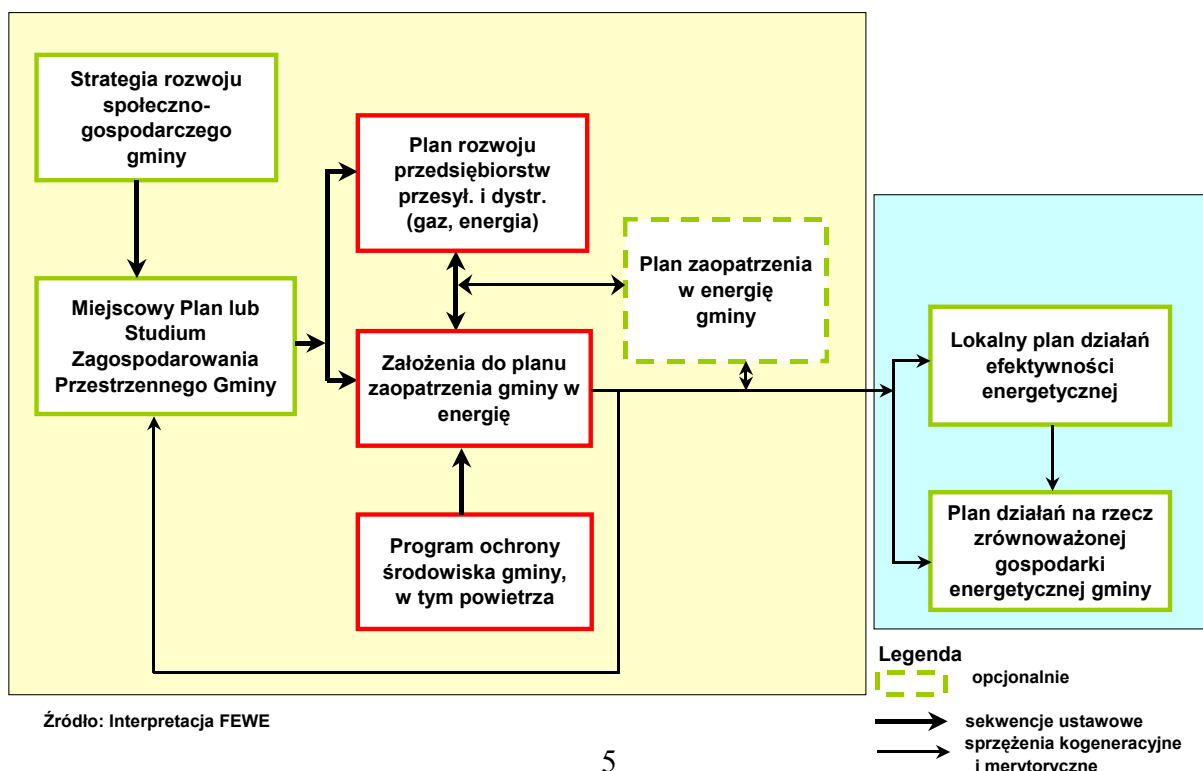 Strategia rozwoju
społeczno-
gospodarczego
gminy
Plan rozwoju
przedsiębiorstw
przesył. i dystr.
(gaz, energia)
Plan zaopatrzenia
w energię
gminy
Miejscowy Plan lub
Studium
Zagospodarowania
Przestrzennego Gminy
Założenia do planu
zaopatrzenia gminy w
energię
Lokalny plan działań
efektywności
energetycznej
Program ochrony
środowiska gminy,
w tym powietrza
Plan działań na rzecz
zrównoważonej
gospodarki
energetycznej gminy
Legenda
opcjonalnie
sekwencje ustawowe
sprzężenia kogeneracyjne
i merytoryczne
Źródło: Interpretacja FEWE
5